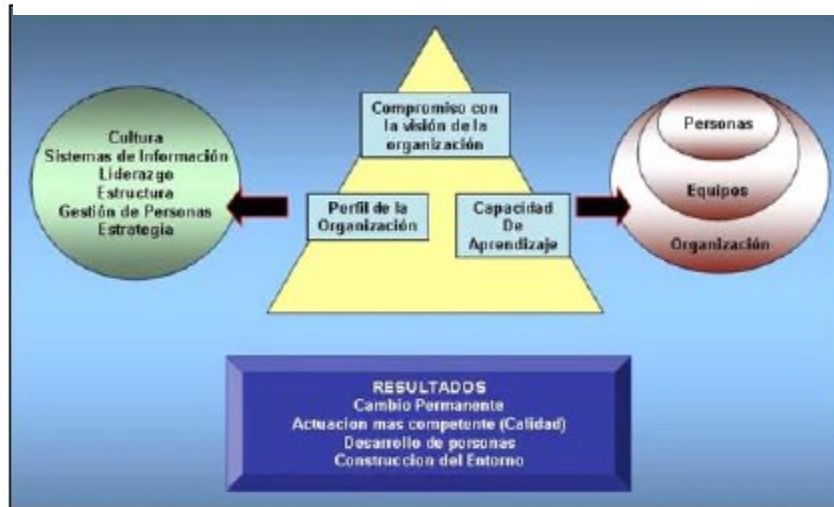 Compromiso con
la visión de la
organización
Cultura
Sistemas de Información
Liderazgo
Estructura
Gestión de Personas
Estrategia
Perfil de la
Organización
Capacidad
De
Aprendizaje
Personas
Equipos
Organización
RESULTADOS
Cambio Permanente
Actuacion mas competente (Calidad)
Desarrollo de personas
Construccion del Entorno